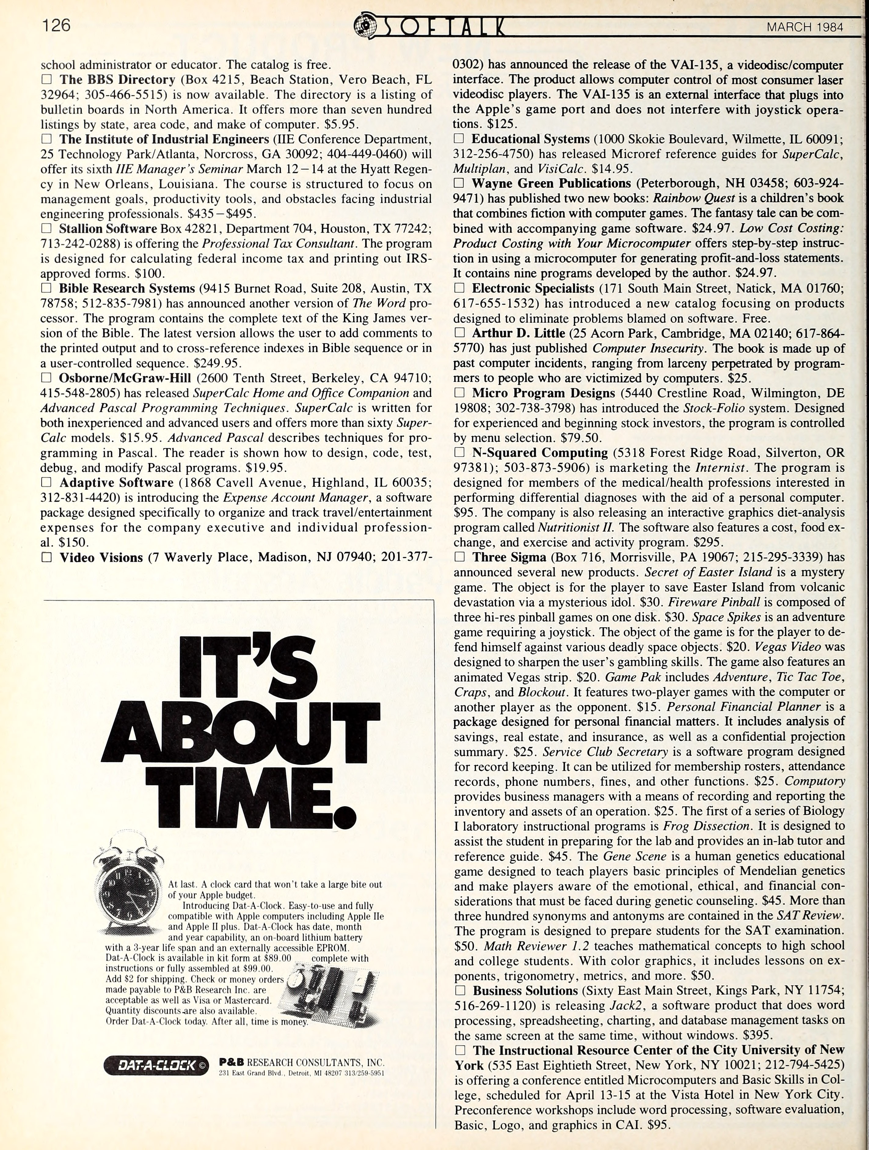 126
SOFTALK
MARCH 1984
school administrator or educator. The catalog is free.
☐ The BBS Directory (Box 4215, Beach Station, Vero Beach, FL
32964; 305-466-5515) is now available. The directory is a listing of
bulletin boards in North America. It offers more than seven hundred
listings by state, area code, and make of computer. $5.95.
☐ The Institute of Industrial Engineers (IIE Conference Department,
25 Technology Park/Atlanta, Norcross, GA 30092; 404-449-0460) will
offer its sixth IIE Manager's Seminar March 12–14 at the Hyatt Regen-
cy in New Orleans, Louisiana. The course is structured to focus on
management goals, productivity tools, and obstacles facing industrial
engineering professionals. $435–$495.
☐ Stallion Software Box 42821, Department 704, Houston, TX 77242;
713-242-0288) is offering the Professional Tax Consultant. The program
is designed for calculating federal income tax and printing out IRS-
approved forms. $100.
☐ Bible Research Systems (9415 Burnet Road, Suite 208, Austin, TX
78758; 512-835-7981) has announced another version of The Word pro-
cessor. The program contains the complete text of the King James ver-
sion of the Bible. The latest version allows the user to add comments to
the printed output and to cross-reference indexes in Bible sequence or in
a user-controlled sequence. $249.95.
☐ Osborne/McGraw-Hill (2600 Tenth Street, Berkeley, CA 94710;
415-548-2805) has released SuperCalc Home and Office Companion and
Advanced Pascal Programming Techniques. SuperCalc is written for
both inexperienced and advanced users and offers more than sixty Super-
Calc models. $15.95. Advanced Pascal describes techniques for pro-
gramming in Pascal. The reader is shown how to design, code, test,
debug, and modify Pascal programs. $19.95.
☐ Adaptive Software (1868 Cavell Avenue, Highland, IL 60035;
312-831-4420) is introducing the Expense Account Manager, a software
package designed specifically to organize and track travel/entertainment
expenses for the company executive and individual profession-
al. $150.
☐ Video Visions (7 Waverly Place, Madison, NJ 07940; 201-377-
0302) has announced the release of the VAI-135, a videodisc/computer
interface. The product allows computer control of most consumer laser
videodisc players. The VAI-135 is an external interface that plugs into
the Apple's game port and does not interfere with joystick opera-
tions. $125.
☐ Educational Systems (1000 Skokie Boulevard, Wilmette, IL 60091;
312-256-4750) has released Microref reference guides for SuperCalc,
Multiplan, and VisiCalc. $14.95.
☐ Wayne Green Publications (Peterborough, NH 03458; 603-924-
9471) has published two new books: Rainbow Quest is a children's book
that combines fiction with computer games. The fantasy tale can be com-
bined with accompanying game software. $24.97. Low Cost Costing:
Product Costing with Your Microcomputer offers step-by-step instruc-
tion in using a microcomputer for generating profit-and-loss statements.
It contains nine programs developed by the author. $24.97.
☐ Electronic Specialists (171 South Main Street, Natick, MA 01760;
617-655-1532) has introduced a new catalog focusing on products
designed to eliminate problems blamed on software. Free.
☐ Arthur D. Little (25 Acorn Park, Cambridge, MA 02140; 617-864-
5770) has just published Computer Insecurity. The book is made up of
past computer incidents, ranging from larceny perpetrated by program-
mers to people who are victimized by computers. $25.
☐ Micro Program Designs (5440 Crestline Road, Wilmington, DE
19808; 302-738-3798) has introduced the Stock-Folio system. Designed
for experienced and beginning stock investors, the program is controlled
by menu selection. $79.50.
☐ N-Squared Computing (5318 Forest Ridge Road, Silverton, OR
97381); 503-873-5906) is marketing the Internist. The program is
designed for members of the medical/health professions interested in
performing differential diagnoses with the aid of a personal computer.
$95. The company is also releasing an interactive graphics diet-analysis
program called Nutritionist II. The software also features a cost, food ex-
change, and exercise and activity program. $295.
☐ Three Sigma (Box 716, Morrisville, PA 19067; 215-295-3339) has
announced several new products. Secret of Easter Island is a mystery
game. The object is for the player to save Easter Island from volcanic
devastation via a mysterious idol. $30. Fireware Pinball is composed of
three hi-res pinball games on one disk. $30. Space Spikes is an adventure
game requiring a joystick. The object of the game is for the player to de-
fend himself against various deadly space objects. $20. Vegas Video was
designed to sharpen the user's gambling skills. The game also features an
animated Vegas strip. $20. Game Pak includes Adventure, Tic Tac Toe,
Craps, and Blockout. It features two-player games with the computer or
another player as the opponent. $15. Personal Financial Planner is a
package designed for personal financial matters. It includes analysis of
savings, real estate, and insurance, as well as a confidential projection
summary. $25. Service Club Secretary is a software program designed
for record keeping. It can be utilized for membership rosters, attendance
records, phone numbers, fines, and other functions. $25. Computory
provides business managers with a means of recording and reporting the
inventory and assets of an operation. $25. The first of a series of Biology
I laboratory instructional programs is Frog Dissection. It is designed to
assist the student in preparing for the lab and provides an in-lab tutor and
reference guide. $45. The Gene Scene is a human genetics educational
game designed to teach players basic principles of Mendelian genetics
and make players aware of the emotional, ethical, and financial con-
siderations that must be faced during genetic counseling. $45. More than
three hundred synonyms and antonyms are contained in the SAT Review.
The program is designed to prepare students for the SAT examination.
$50. Math Reviewer 1.2 teaches mathematical concepts to high school
and college students. With color graphics, it includes lessons on ex-
ponents, trigonometry, metrics, and more. $50.
☐ Business Solutions (Sixty East Main Street, Kings Park, NY 11754;
516-269-1120) is releasing Jack2, a software product that does word
processing, spreadsheeting, charting, and database management tasks on
the same screen at the same time, without windows. $395.
☐ The Instructional Resource Center of the City University of New
York (535 East Eightieth Street, New York, NY 10021; 212-794-5425)
is offering a conference entitled Microcomputers and Basic Skills in Col-
lege, scheduled for April 13-15 at the Vista Hotel in New York City.
Preconference workshops include word processing, software evaluation,
Basic, Logo, and graphics in CAI. $95.
IT'S
ABOUT
TIME.
At last. A clock card that won't take a large bite out
of your Apple budget.
Introducing Dat-A-Clock. Easy-to-use and fully
compatible with Apple computers including Apple IIe
and Apple II plus. Dat-A-Clock has date, month
and year capability, an on-board lithium battery
with a 3-year life span and an externally accessible EPROM.
Dat-A-Clock is available in kit form at $89.00 complete with
instructions or fully assembled at $99.00.
Add $2 for shipping. Check or money orders
made payable to P&B Research Inc. are
acceptable as well as Visa or Mastercard.
Quantity discounts are also available.
Order Dat-A-Clock today. After all, time is money.
DAT-A-CLOCK ©
P&B RESEARCH CONSULTANTS, INC.
231 East Grand Blvd., Detroit, MI 48207 313/259-5951